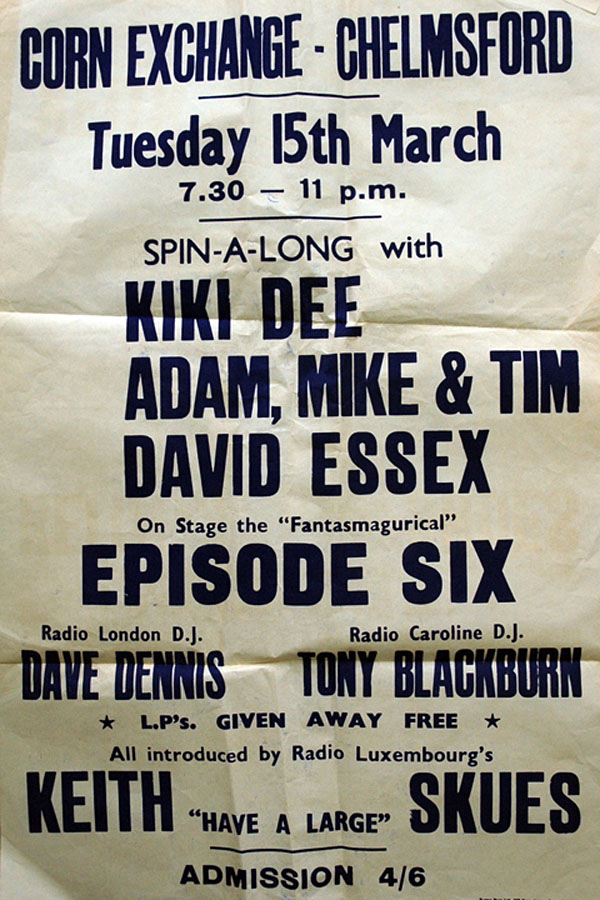 CORN EXCHANGE - CHELMSFORD
Tuesday 15th March
7.30 — 11 p.m.
SPIN-A-LONG with
KIKI DEE
ADAM, MIKE & TIM
DAVID ESSEX
On Stage the "Fantasmagurical"
EPISODE SIX
Radio London D.J. Radio Caroline D.J.
DAVE DENNIS TONY BLACKBURN
★ L.P's. GIVEN AWAY FREE ★
All introduced by Radio Luxembourg's
KEITH "HAVE A LARGE" SKUES
ADMISSION 4/6